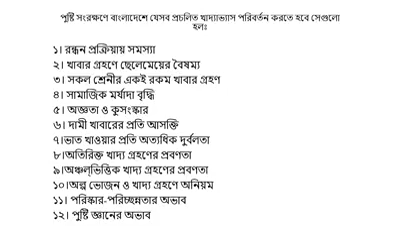 পুষ্টি সংরক্ষণে বাংলাদেশে যেসব প্রচলিত খাদ্যাভ্যাস পরিবর্তন করতে হবে সেগুলো
হলঃ
১। রন্ধন প্রক্রিয়ায় সমস্যা
২। খাবার গ্রহণে ছেলেমেয়ের বৈষম্য
৩। সকল শ্রেনীর একই রকম খাবার গ্রহণ
৪। সামাজিক মর্যাদা বৃদ্ধি
৫। অজ্ঞতা ও কুসংস্কার
৬। দামী খাবারের প্রতি আসক্তি
৭।ভাত খাওয়ার প্রতি অত্যধিক দুর্বলতা
৮।অতিরিক্ত খাদ্য গ্রহণের প্রবণতা
৯।অঞ্চলভিত্তিক খাদ্য গ্রহণের প্রবণতা
১০।অল্প ভোজন ও খাদ্য গ্রহণে অনিয়ম
১১। পরিস্কার-পরিচ্ছন্নতার অভাব
১২। পুষ্টি জ্ঞানের অভাব